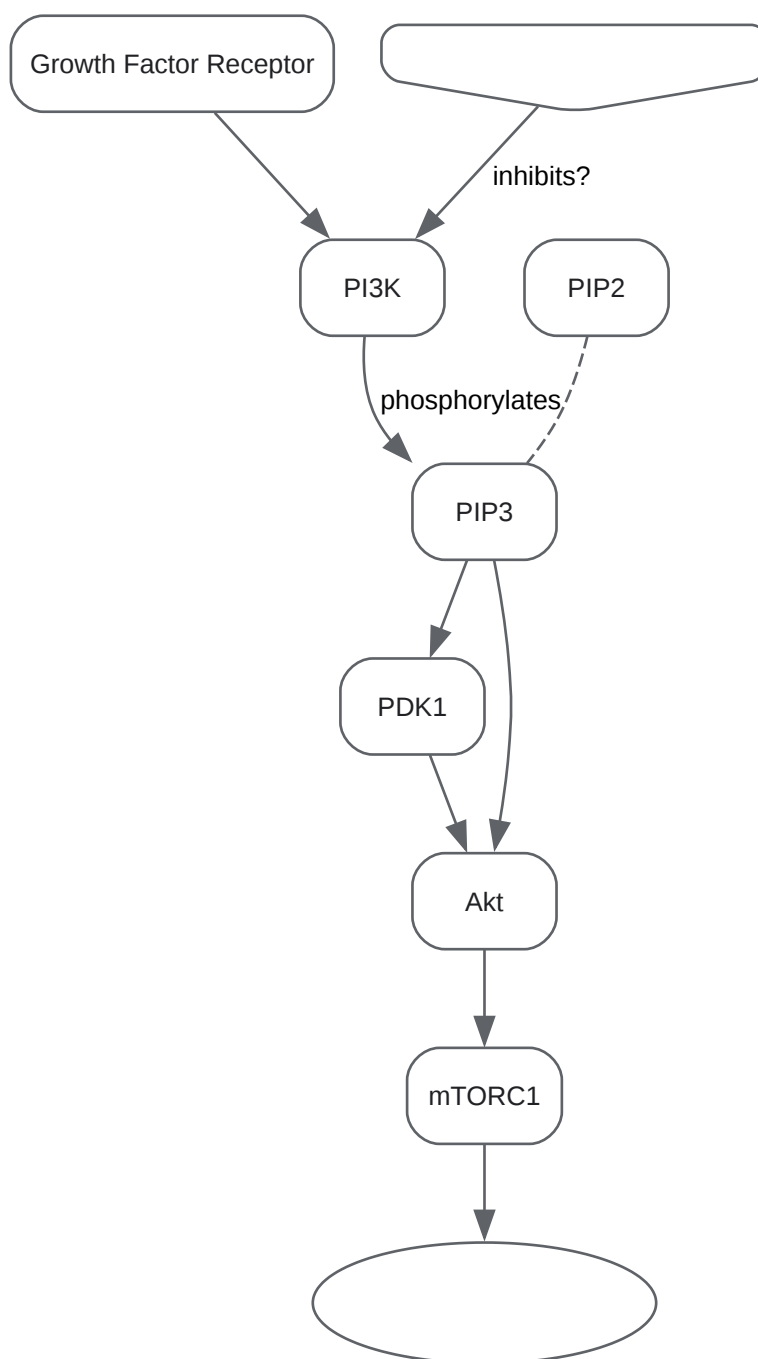 Growth Factor Receptor
inhibits?
PI3K
PIP2
phosphorylates
PIP3
PDK1
Akt
mTORC1